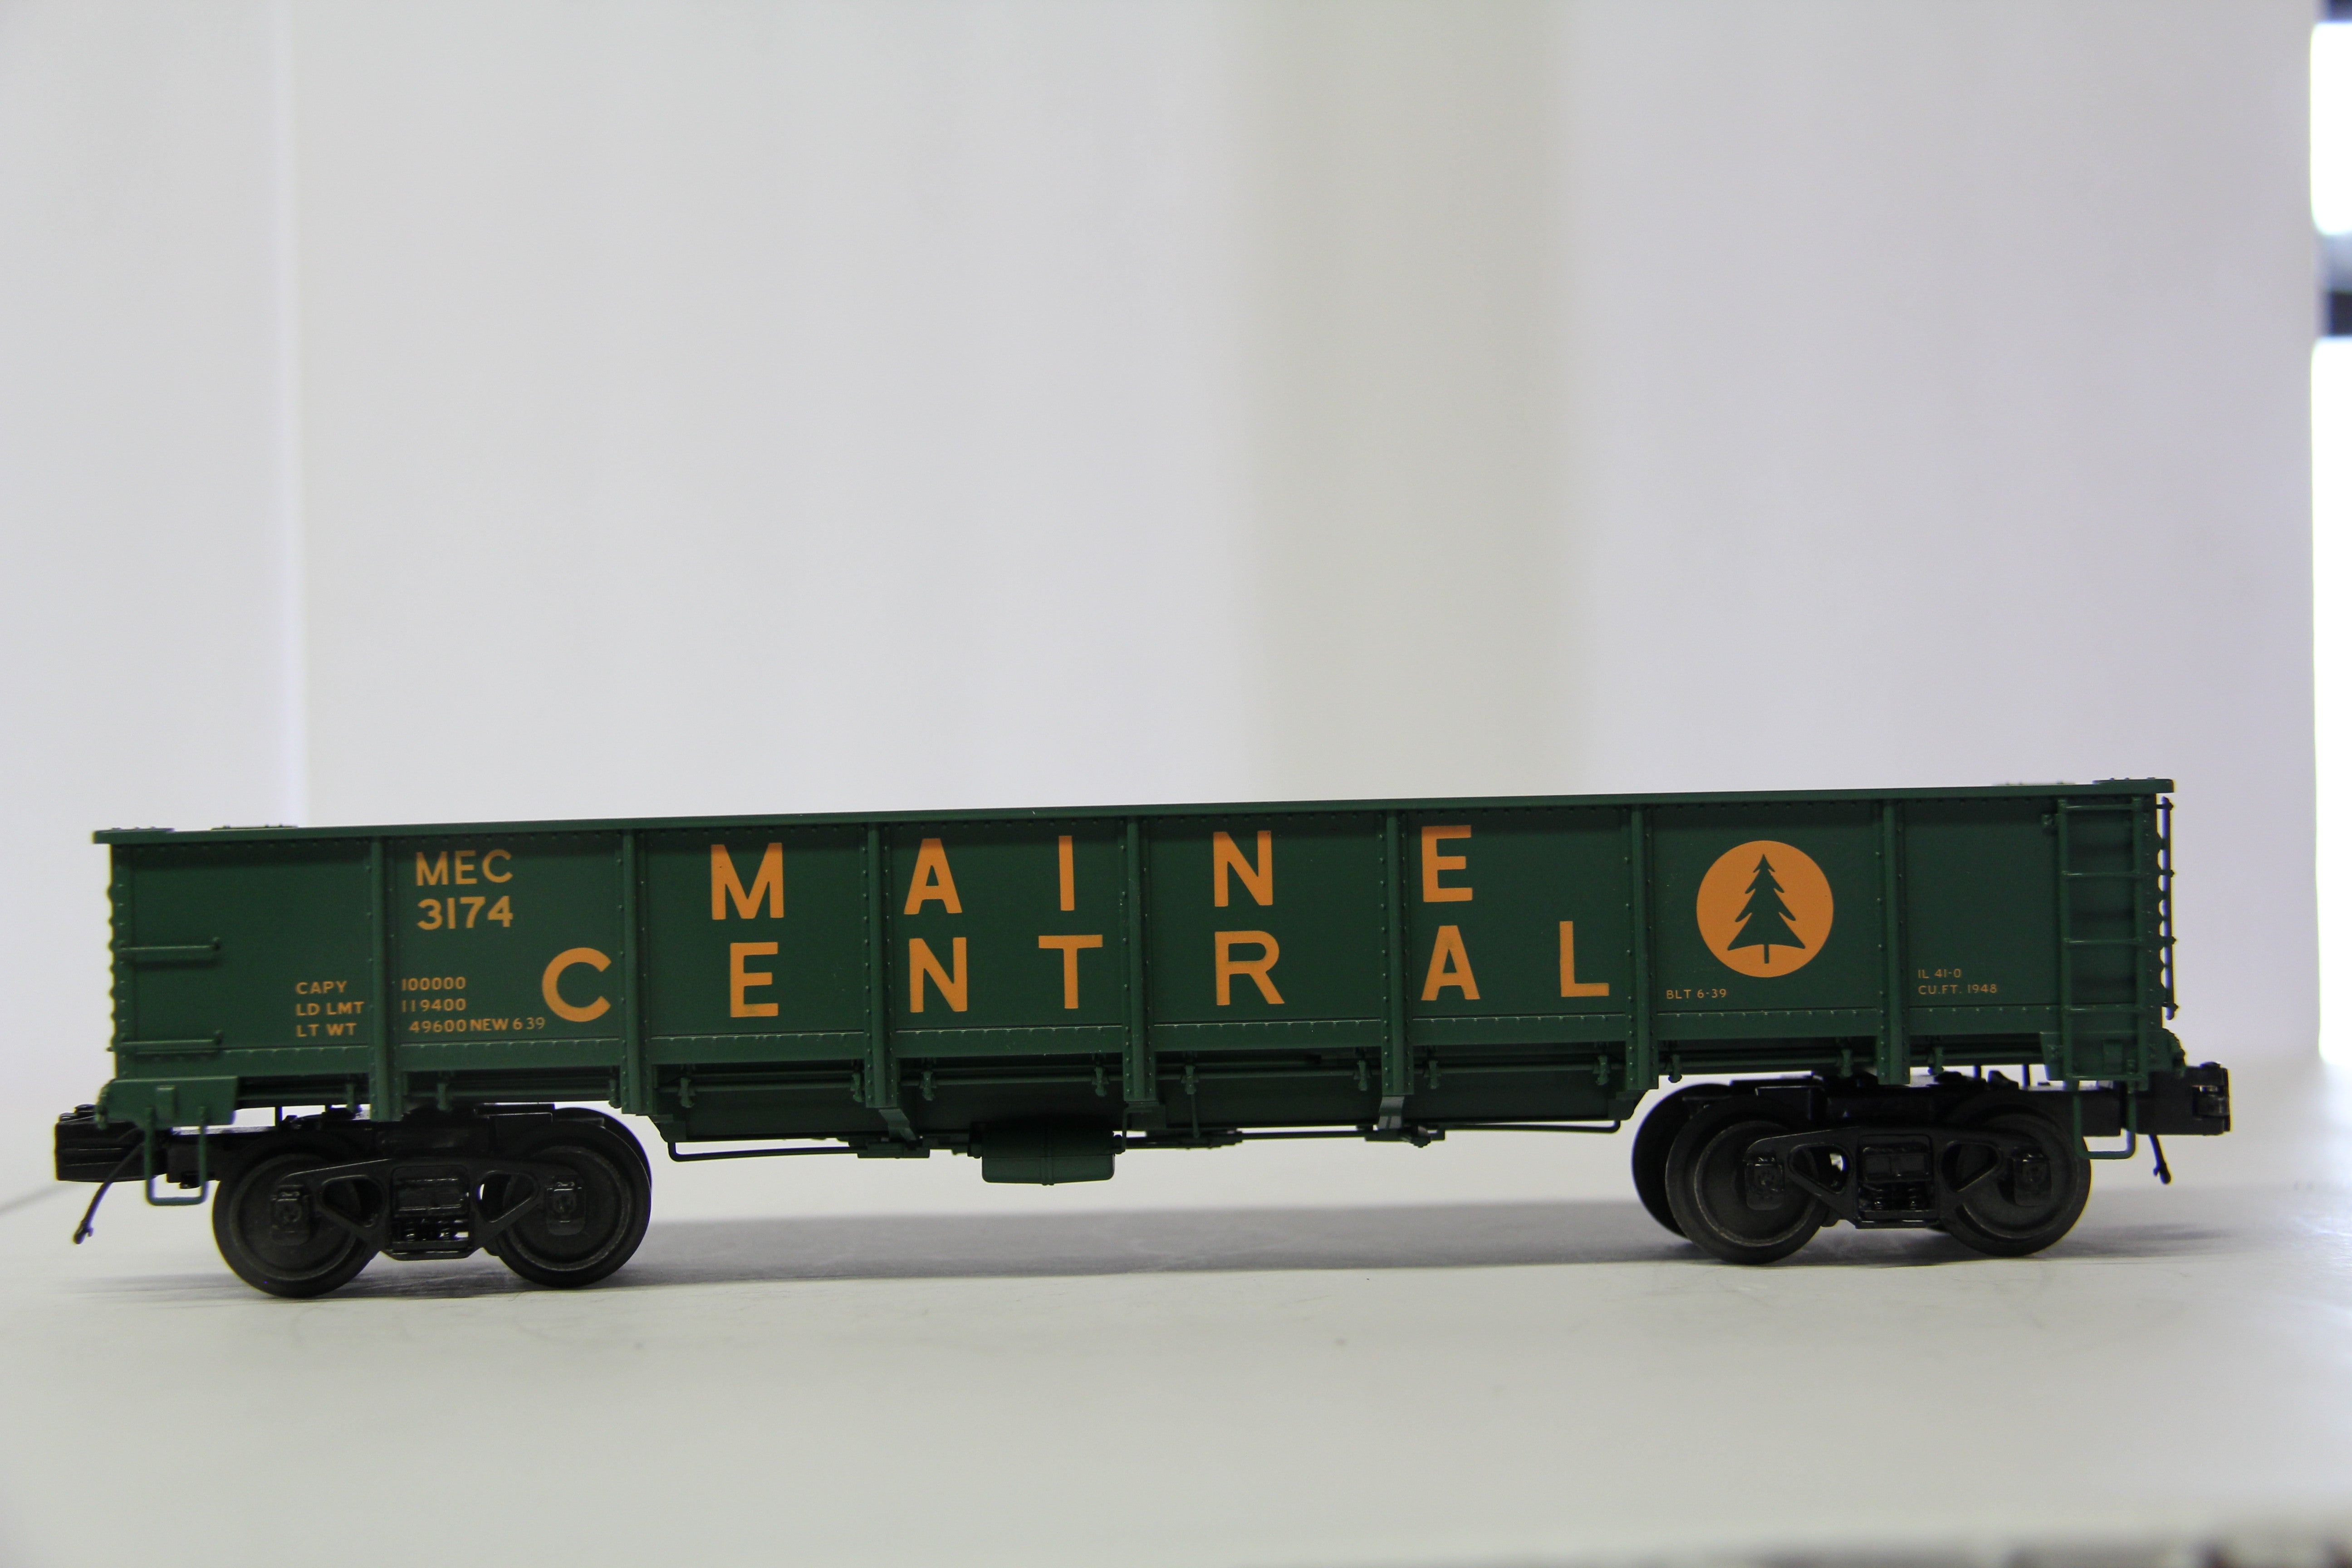 MEC
3174
MAINE
CENTRAL
CAPY 100000
LD LMT 119400
LT WT 49600 NEW 6 39
BLT 6-39
IL 41-0
CU.FT. 1948